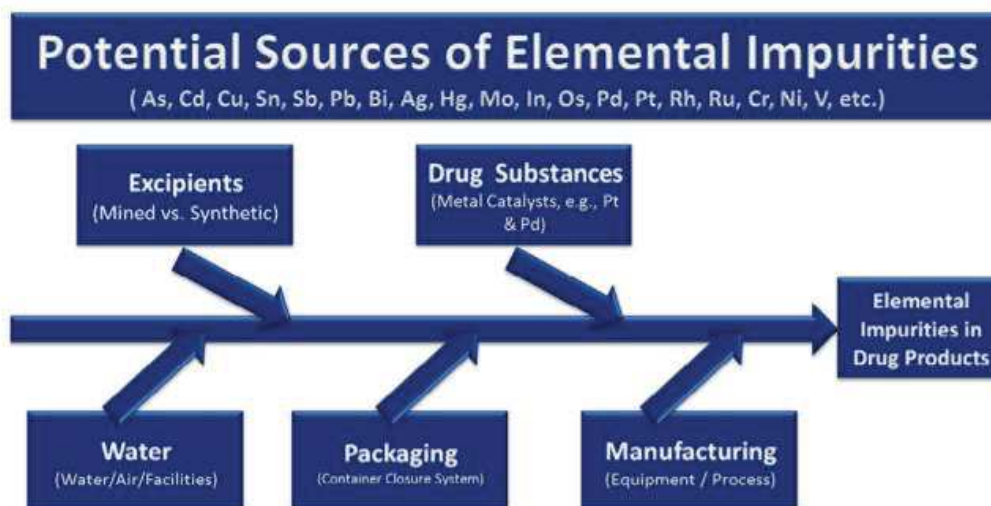 Potential Sources of Elemental Impurities
( As, Cd, Cu, Sn, Sb, Pb, Bi, Ag, Hg, Mo, In, Os, Pd, Pt, Rh, Ru, Cr, Ni, V, etc.)
Excipients
(Mined vs. Synthetic)
Drug Substances
(Metal Catalysts, e.g., Pt
& Pd)
Elemental
Impurities in
Drug Products
Water
(Water/Air/Facilities)
Packaging
(Container Closure System)
Manufacturing
(Equipment / Process)